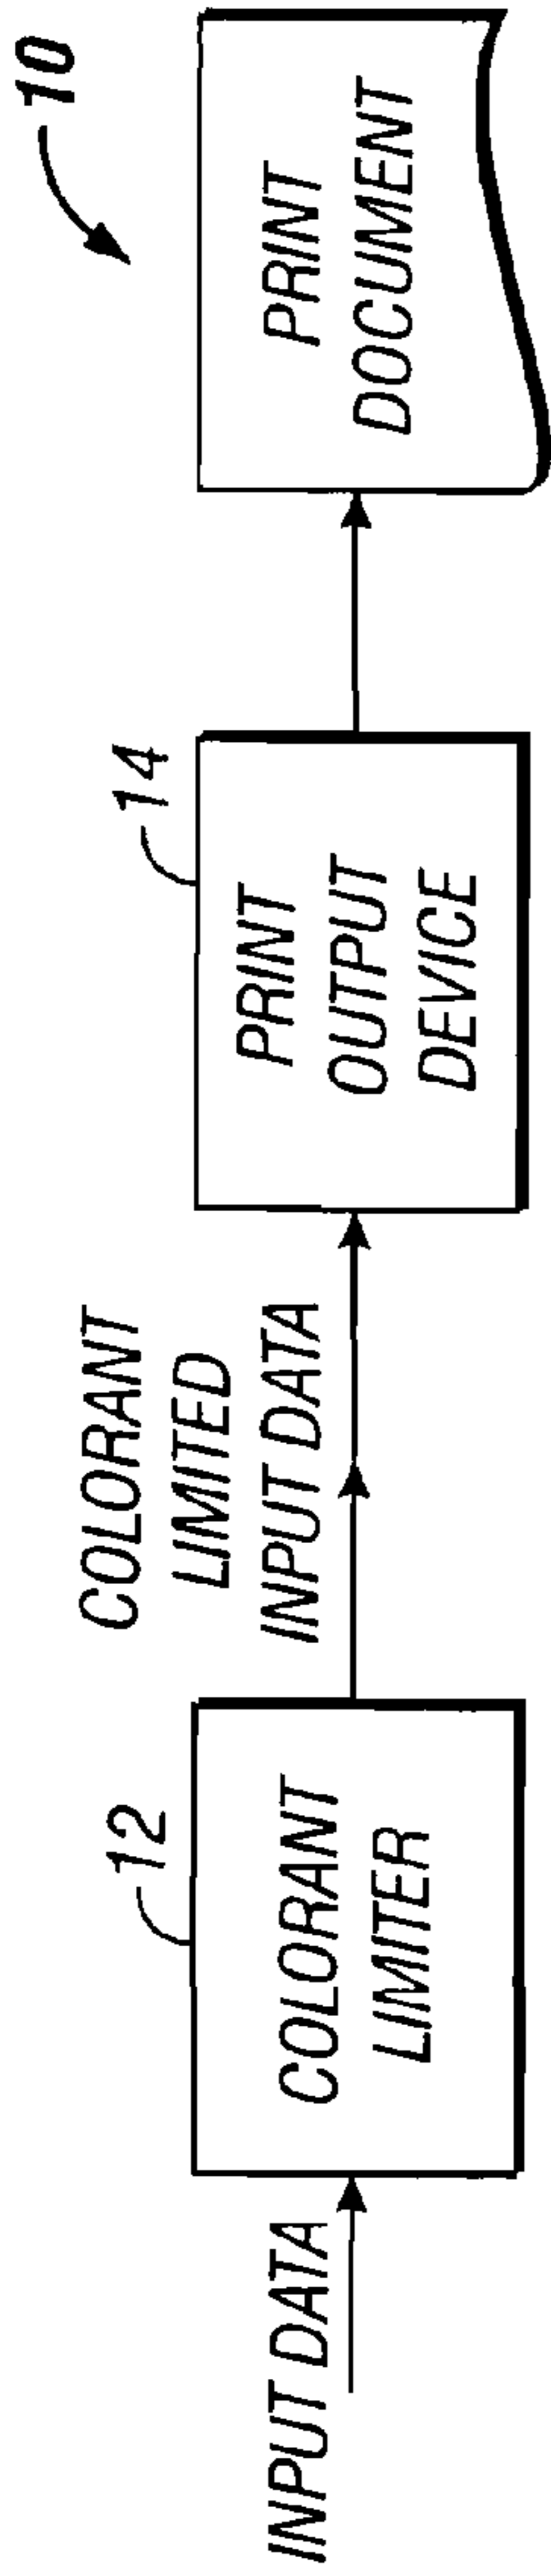 10
INPUT DATA
12
COLORANT
LIMITER
COLORANT
LIMITED
INPUT DATA
14
PRINT
OUTPUT
DEVICE
PRINT
DOCUMENT